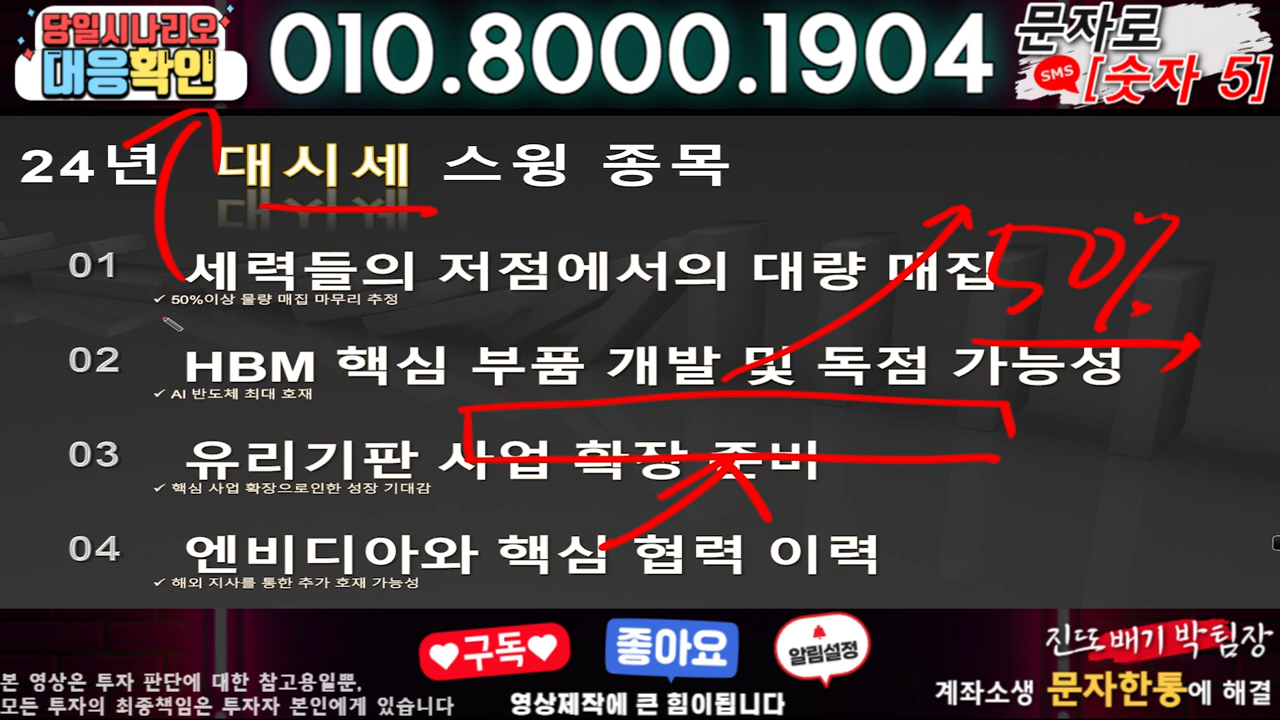 당일시나리오
대응확인
010.8000.1904
문자로
SMS
[숫자 5]
24년 대시세 스윙 종목
01 세력들의 저점에서의 대량 매집
✓ 50%이상 물량 매집 마무리 추정
50%
02 HBM 핵심 부품 개발 및 독점 가능성
✓ AI 반도체 최대 호재
03 유리기판 사업 확장 준비
✓ 핵심 사업 확장으로인한 성장 기대감
04 엔비디아와 핵심 협력 이력
✓ 해외 지사를 통한 추가 호재 가능성
구독
좋아요
알림설정
진또배기 박팀장
본 영상은 투자 판단에 대한 참고용일뿐,
모든 투자의 최종책임은 투자자 본인에게 있습니다
영상제작에 큰 힘이됩니다
계좌소생 문자한통에 해결